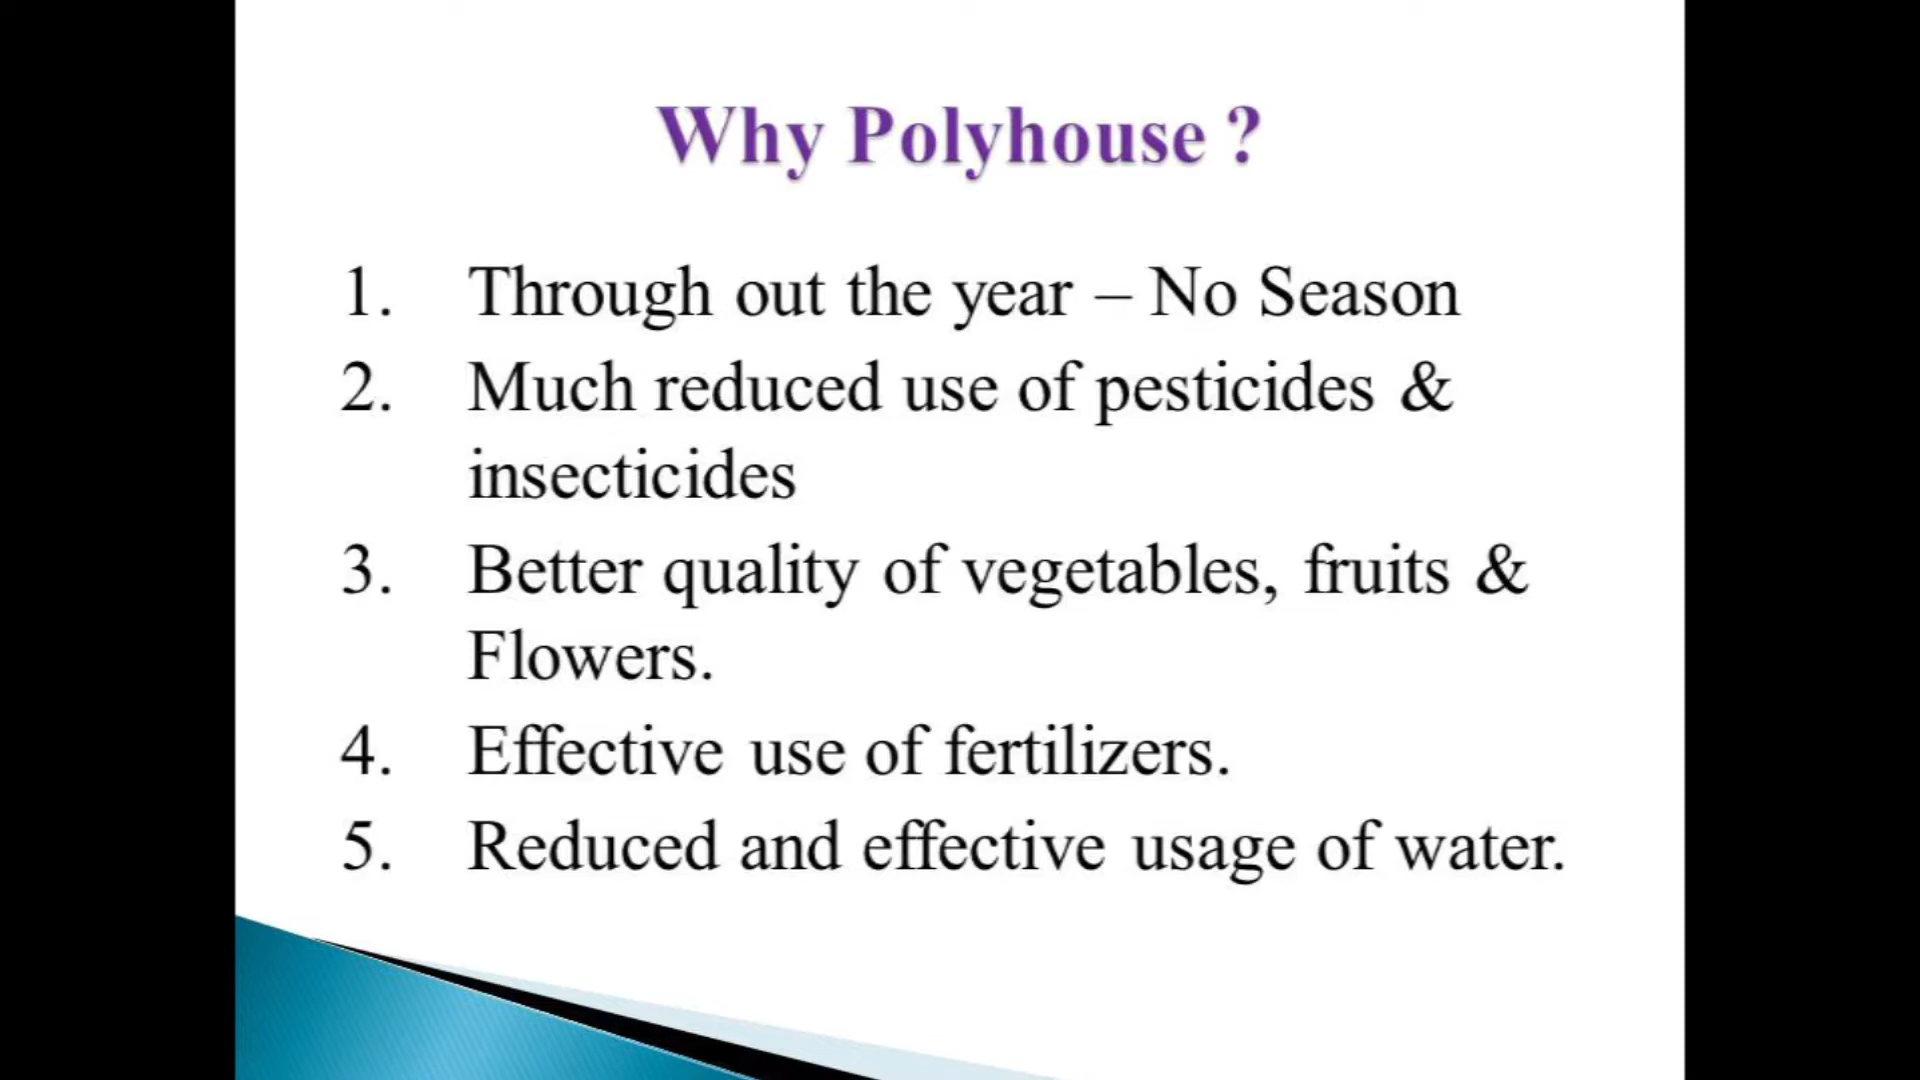 Why Polyhouse ?
1. Through out the year – No Season
2. Much reduced use of pesticides &
insecticides
3. Better quality of vegetables, fruits &
Flowers.
4. Effective use of fertilizers.
5. Reduced and effective usage of water.